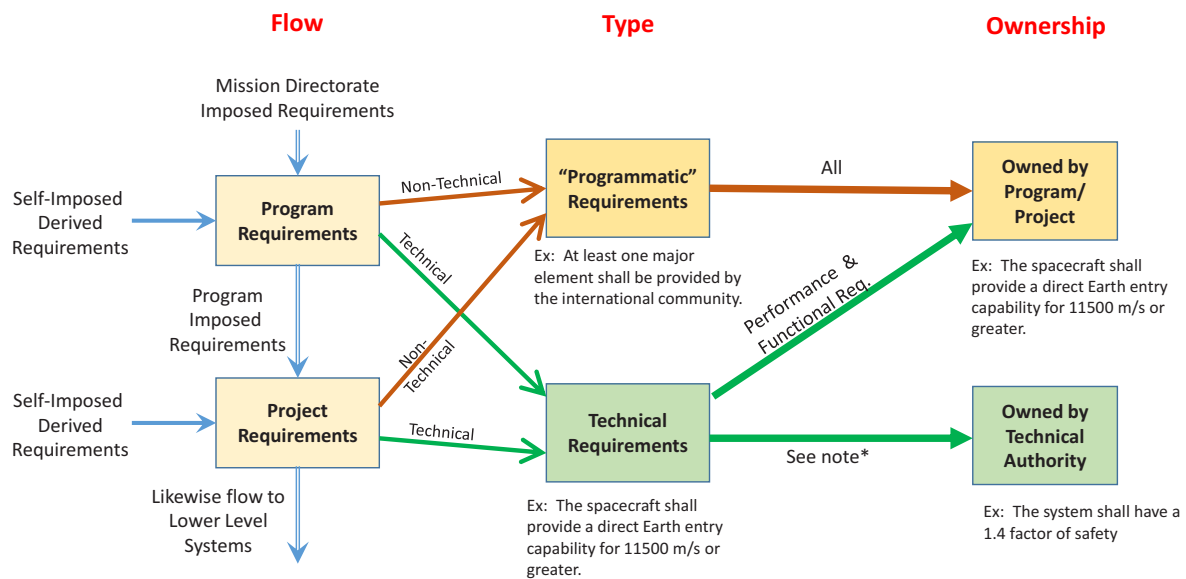 Flow
Type
Ownership
Mission Directorate
Imposed Requirements
Self-Imposed
Derived
Requirements
Program
Requirements
Non-Technical
Technical
"Programmatic"
Requirements
All
Owned by
Program/
Project
Ex: At least one major
element shall be provided by
the international community.
Ex: The spacecraft shall
provide a direct Earth entry
capability for 11500 m/s or
greater.
Program
Imposed
Requirements
Performance &
Functional Req.
Non-
Technical
Self-Imposed
Derived
Requirements
Project
Requirements
Technical
Technical
Requirements
See note*
Owned by
Technical
Authority
Likewise flow to
Lower Level
Systems
Ex: The spacecraft shall
provide a direct Earth entry
capability for 11500 m/s or
greater.
Ex: The system shall have a
1.4 factor of safety